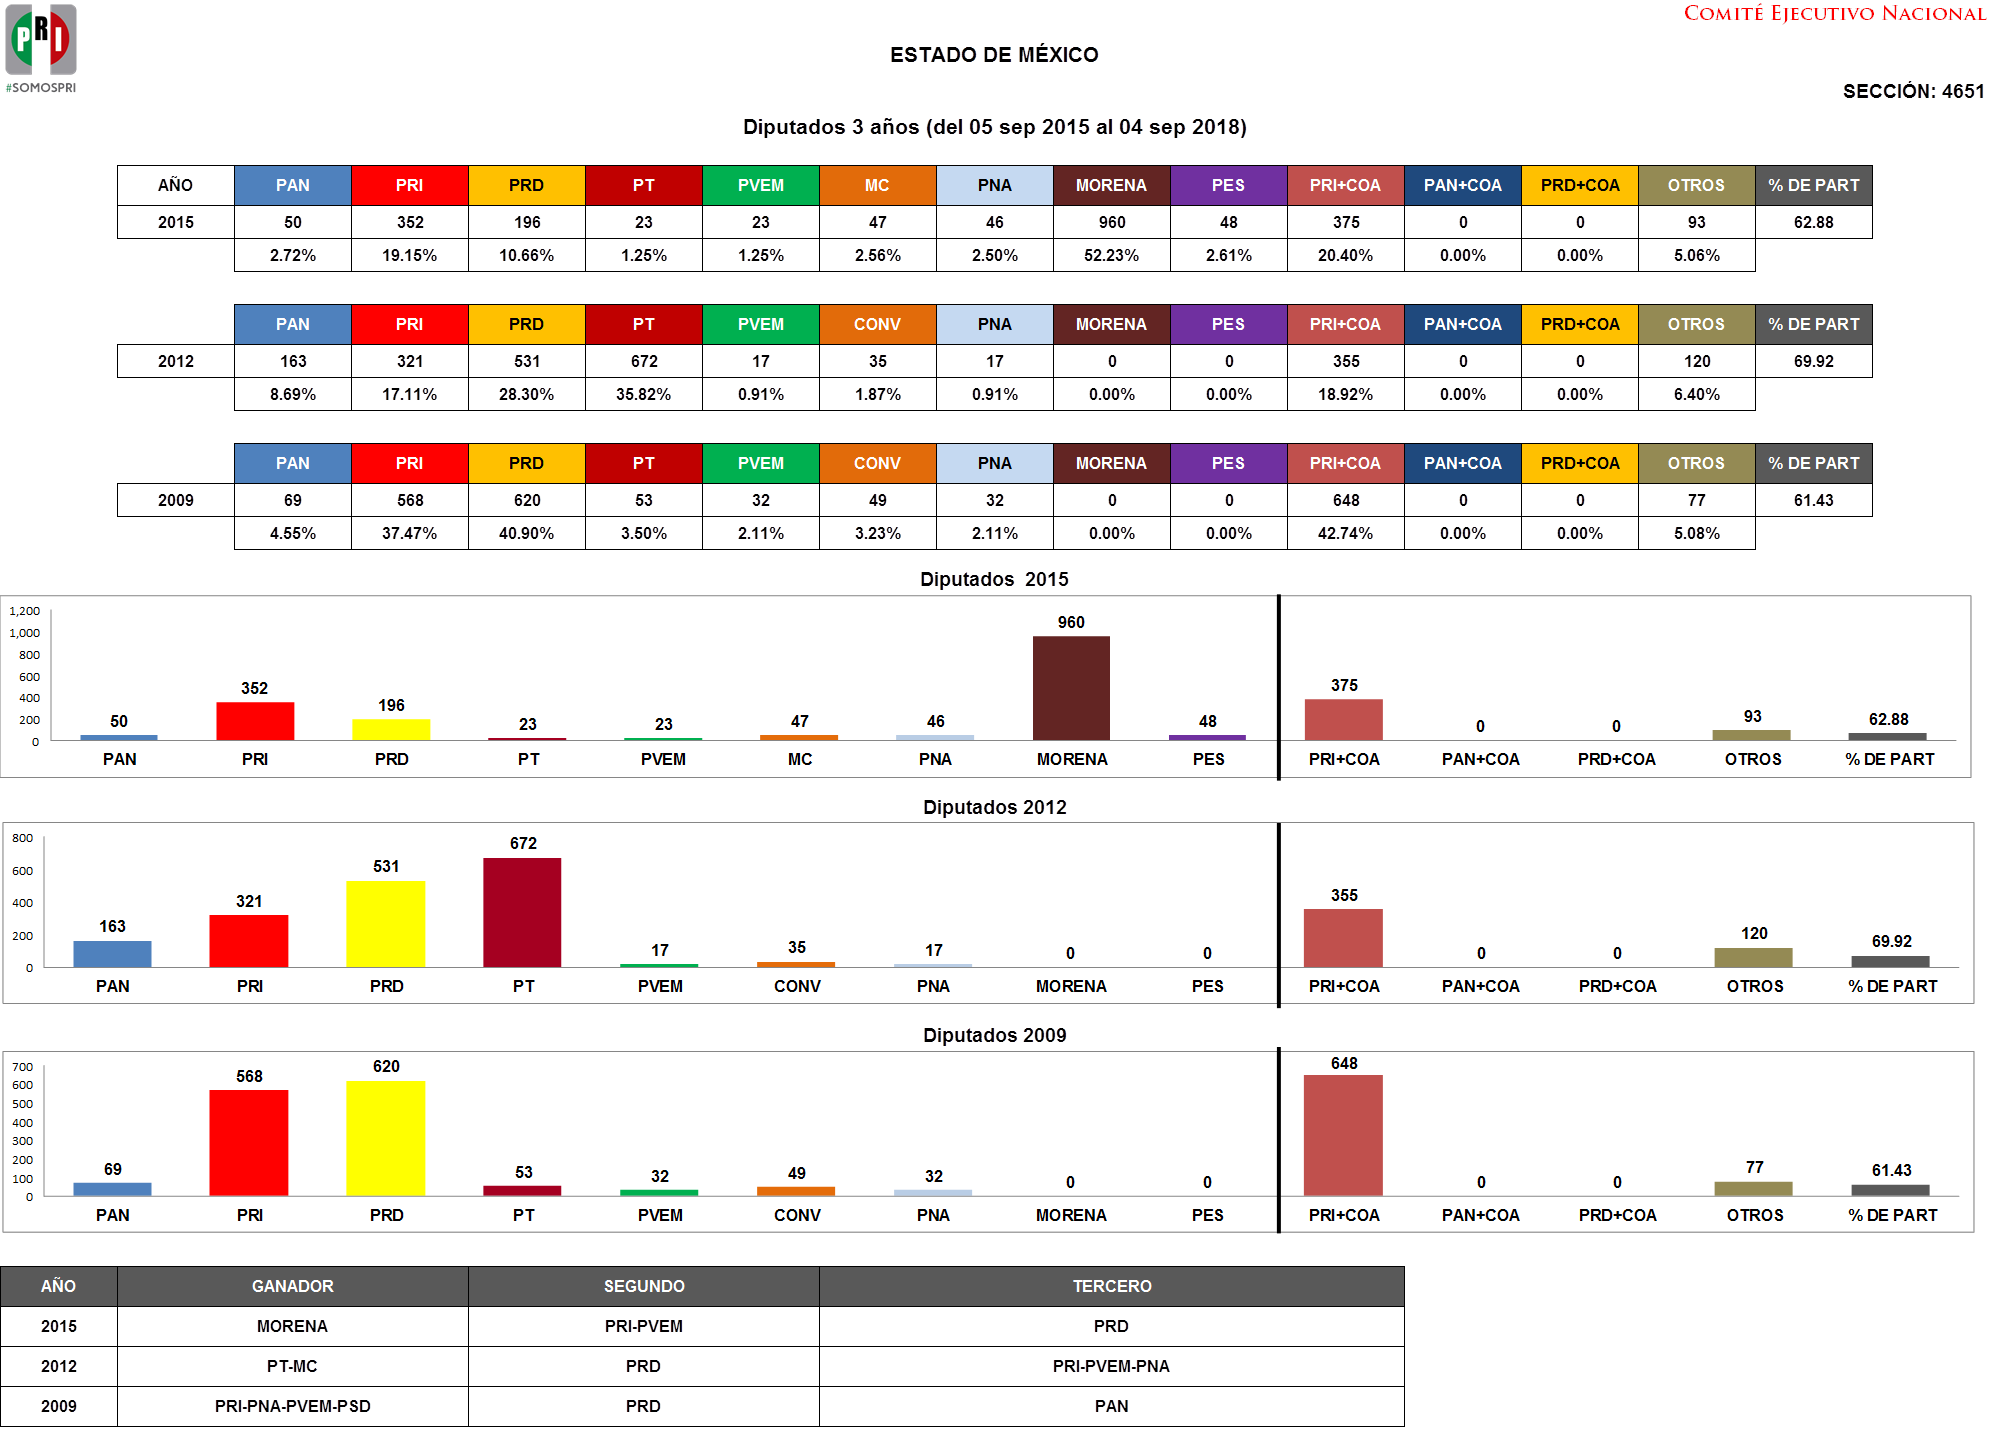 PRI
#SOMOSPRI
COMITÉ EJECUTIVO NACIONAL
ESTADO DE MÉXICO
SECCIÓN: 4651
Diputados 3 años (del 05 sep 2015 al 04 sep 2018)
AÑO PAN PRI PRD PT PVEM MC PNA MORENA PES PRI+COA PAN+COA PRD+COA OTROS % DE PART
2015 50 352 196 23 23 47 46 960 48 375 0 0 93 62.88
2.72% 19.15% 10.66% 1.25% 1.25% 2.56% 2.50% 52.23% 2.61% 20.40% 0.00% 0.00% 5.06%
PAN PRI PRD PT PVEM CONV PNA MORENA PES PRI+COA PAN+COA PRD+COA OTROS % DE PART
2012 163 321 531 672 17 35 17 0 0 355 0 0 120 69.92
8.69% 17.11% 28.30% 35.82% 0.91% 1.87% 0.91% 0.00% 0.00% 18.92% 0.00% 0.00% 6.40%
PAN PRI PRD PT PVEM CONV PNA MORENA PES PRI+COA PAN+COA PRD+COA OTROS % DE PART
2009 69 568 620 53 32 49 32 0 0 648 0 0 77 61.43
4.55% 37.47% 40.90% 3.50% 2.11% 3.23% 2.11% 0.00% 0.00% 42.74% 0.00% 0.00% 5.08%
Diputados 2015
1,200
1,000
800
600
400
200
0
50 352 196 23 23 47 46 960 48 375 0 0 93 62.88
PAN PRI PRD PT PVEM MC PNA MORENA PES PRI+COA PAN+COA PRD+COA OTROS % DE PART
Diputados 2012
800
600
400
200
0
163 321 531 672 17 35 17 0 0 355 0 0 120 69.92
PAN PRI PRD PT PVEM CONV PNA MORENA PES PRI+COA PAN+COA PRD+COA OTROS % DE PART
Diputados 2009
700
600
500
400
300
200
100
0
69 568 620 53 32 49 32 0 0 648 0 0 77 61.43
PAN PRI PRD PT PVEM CONV PNA MORENA PES PRI+COA PAN+COA PRD+COA OTROS % DE PART
AÑO GANADOR SEGUNDO TERCERO
2015 MORENA PRI-PVEM PRD
2012 PT-MC PRD PRI-PVEM-PNA
2009 PRI-PNA-PVEM-PSD PRD PAN